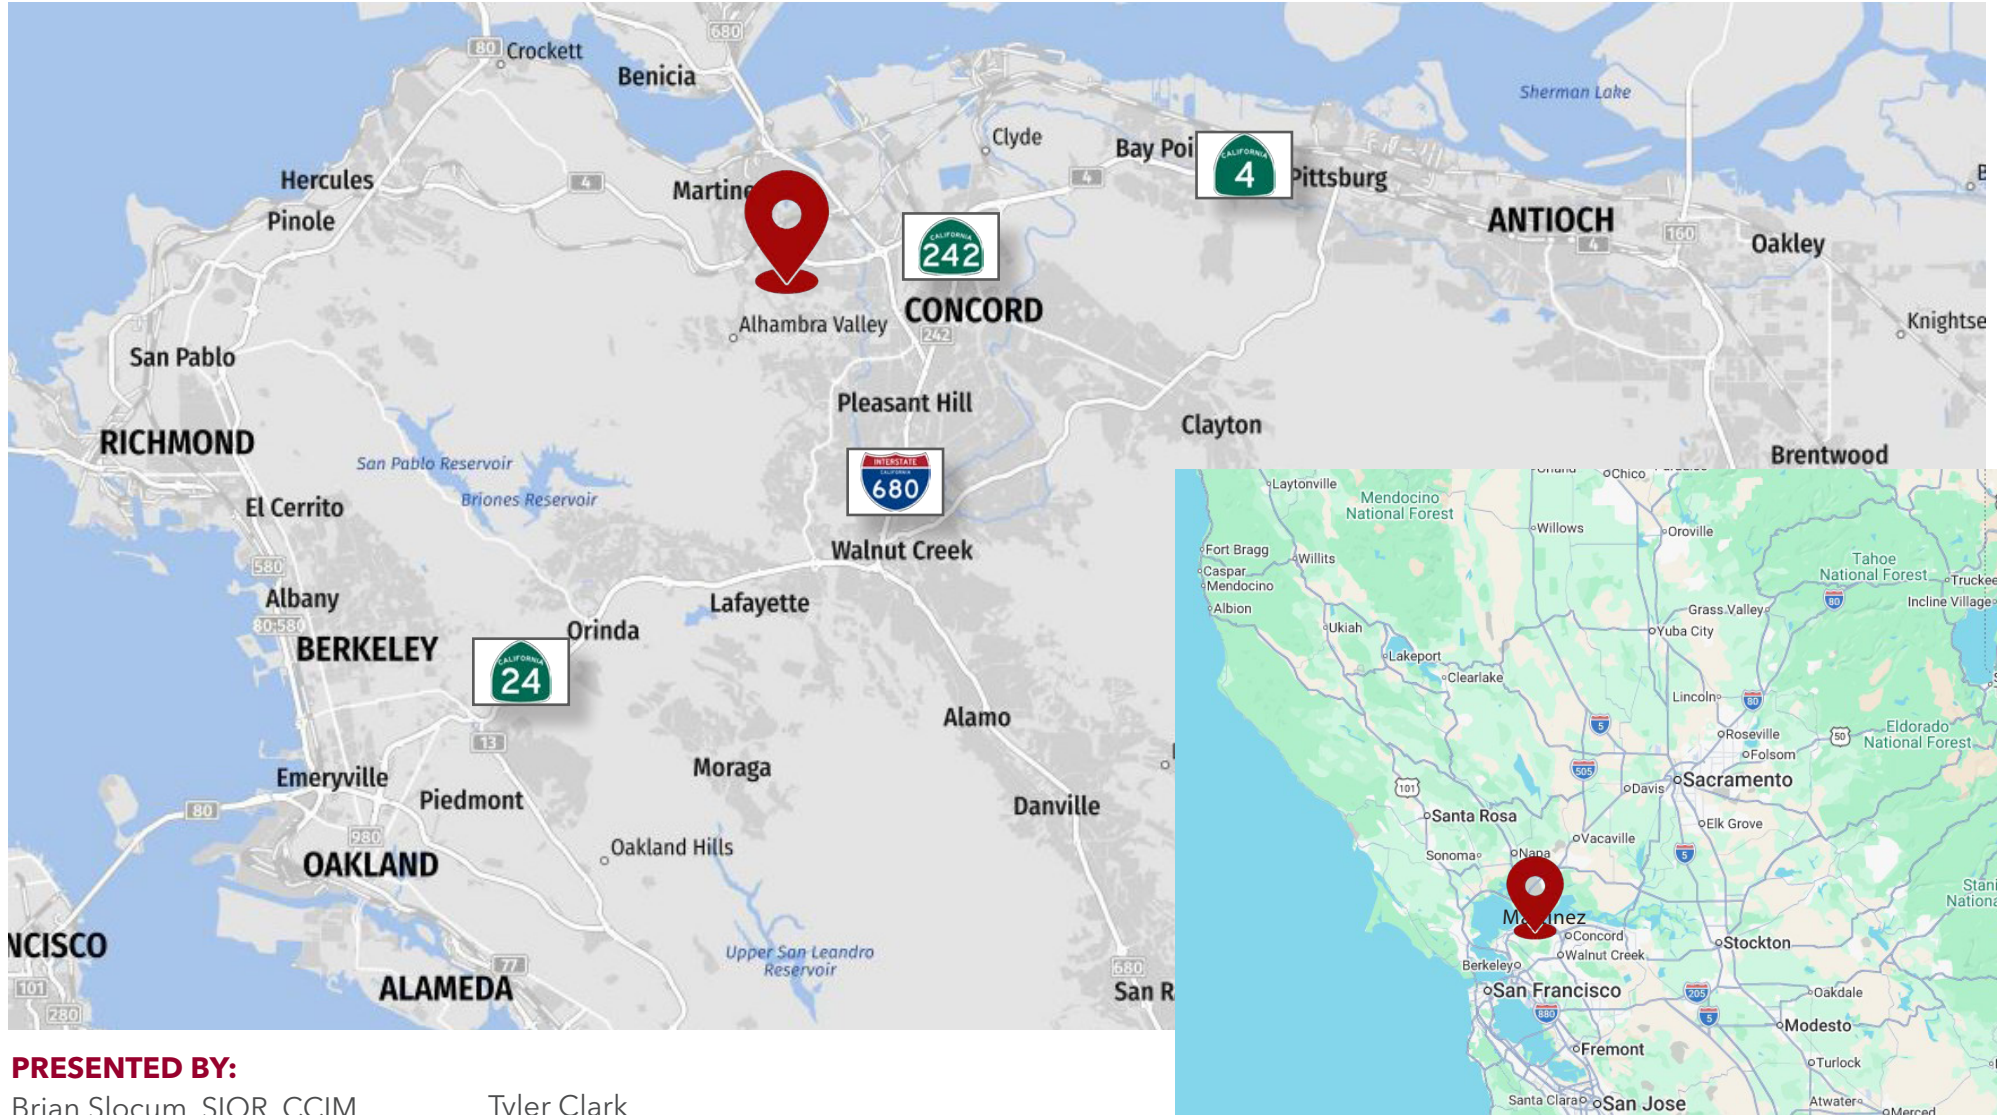 680
80
Crockett
Benicia
Sherman Lake
Clyde
Bay Poi
CALIFORNIA
4
Pittsburg
Hercules
4
4
Martine
Pinole
ANTIOCH
4
160
Oakley
CALIFORNIA
242
CONCORD
242
Alhambra Valley
Knightse
San Pablo
Pleasant Hill
Clayton
RICHMOND
Brentwood
San Pablo Reservoir
Briones Reservoir
INTERSTATE
CALIFORNIA
680
El Cerrito
Walnut Creek
580
Albany
80;580
Lafayette
Orinda
BERKELEY
CALIFORNIA
24
Alamo
13
Moraga
Emeryville
Piedmont
80
Danville
980
Oakland Hills
OAKLAND
NCISCO
Upper San Leandro
Reservoir
77
680
ALAMEDA
San R
101
280
Chico
Laytonville
Mendocino
National Forest
Willows
Oroville
Fort Bragg
Willits
Tahoe
National Forest
Caspar
Mendocino
Truckee
80
Albion
Grass Valley
Incline Village
Ukiah
Yuba City
Lakeport
Clearlake
Lincoln
80
5
Roseville
50
Eldorado
National Forest
Folsom
505
Sacramento
101
Davis
Santa Rosa
Elk Grove
Vacaville
Sonoma
Napa
5
Stani
Nationa
Concord
Stockton
Walnut Creek
Berkeley
San Francisco
205
Oakdale
880
5
Modesto
Fremont
Turlock
Santa Clara
San Jose
Atwater
Merced
PRESENTED BY:
Brian Slocum, SIOR, CCIM
Tyler Clark